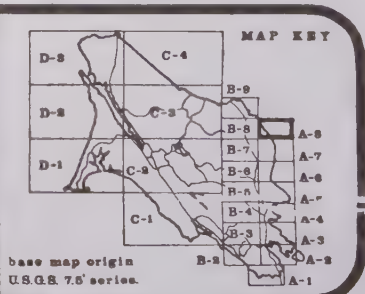 MAP KEY
D-3
C-4
B-9
D-2
C-3
B-8
A-8
B-7
A-7
D-1
C-2
B-6
A-6
B-5
C-1
B-4
A-4
B-3
A-3
B-2
A-2
A-1
base map origin
U.S.G.S. 7.5' series.